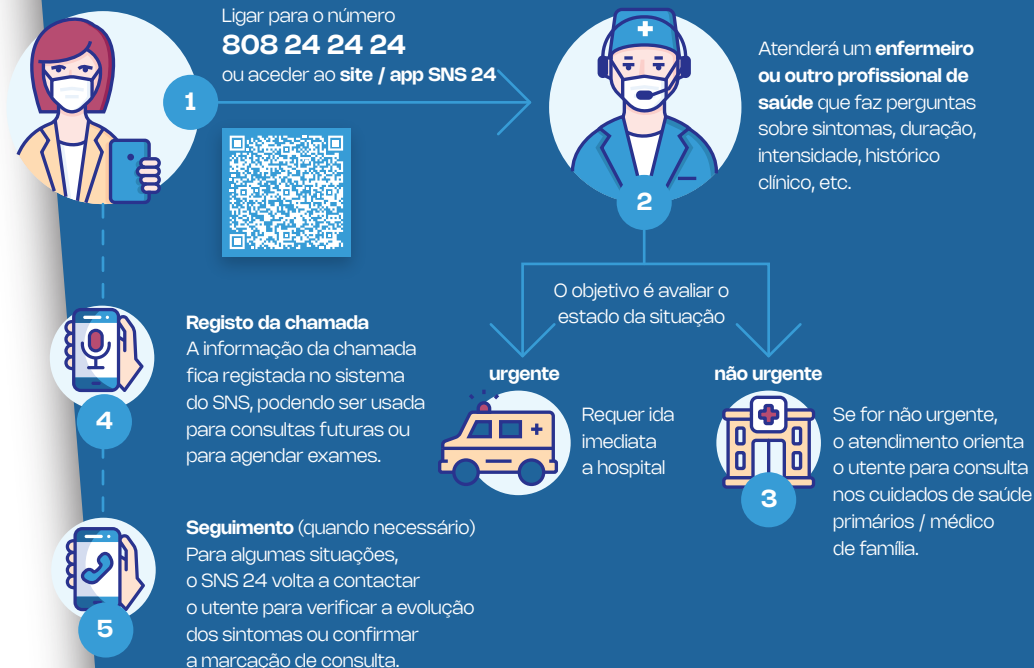 1
Ligar para o número
808 24 24 24
ou aceder ao site / app SNS 24
2
Atenderá um enfermeiro
ou outro profissional de
saúde que faz perguntas
sobre sintomas, duração,
intensidade, histórico
clínico, etc.
O objetivo é avaliar o
estado da situação
urgente
Requer ida
imediata
a hospital
não urgente
3
Se for não urgente,
o atendimento orienta
o utente para consulta
nos cuidados de saúde
primários / médico
de família.
4
Registo da chamada
A informação da chamada
fica registada no sistema
do SNS, podendo ser usada
para consultas futuras ou
para agendar exames.
5
Seguimento (quando necessário)
Para algumas situações,
o SNS 24 volta a contactar
o utente para verificar a evolução
dos sintomas ou confirmar
a marcação de consulta.